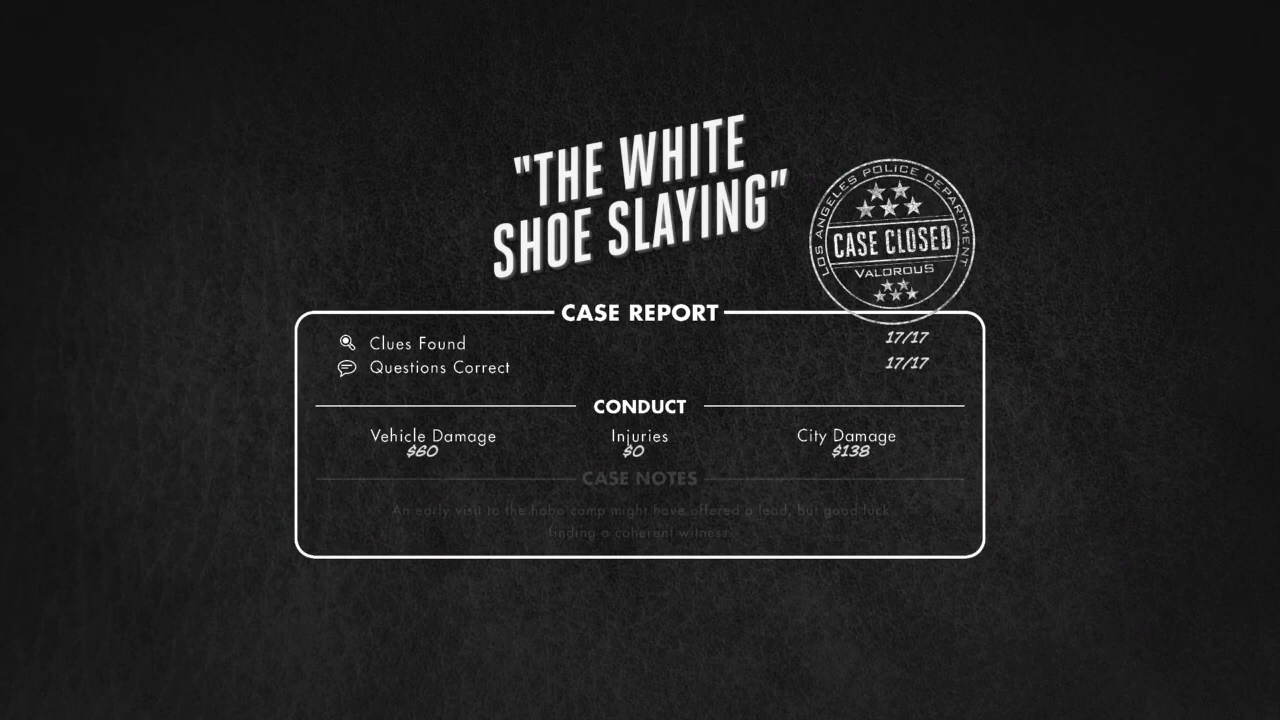 "THE WHITE
SHOE SLAYING"
LOS ANGELES POLICE DEPARTMENT
CASE CLOSED
VALOROUS
CASE REPORT
Clues Found 17/17
Questions Correct 17/17
CONDUCT
Vehicle Damage Injuries City Damage
$60 $0 $138
CASE NOTES
An early visit to the hobo camp might have offered a lead, but good luck
finding a coherent witness.